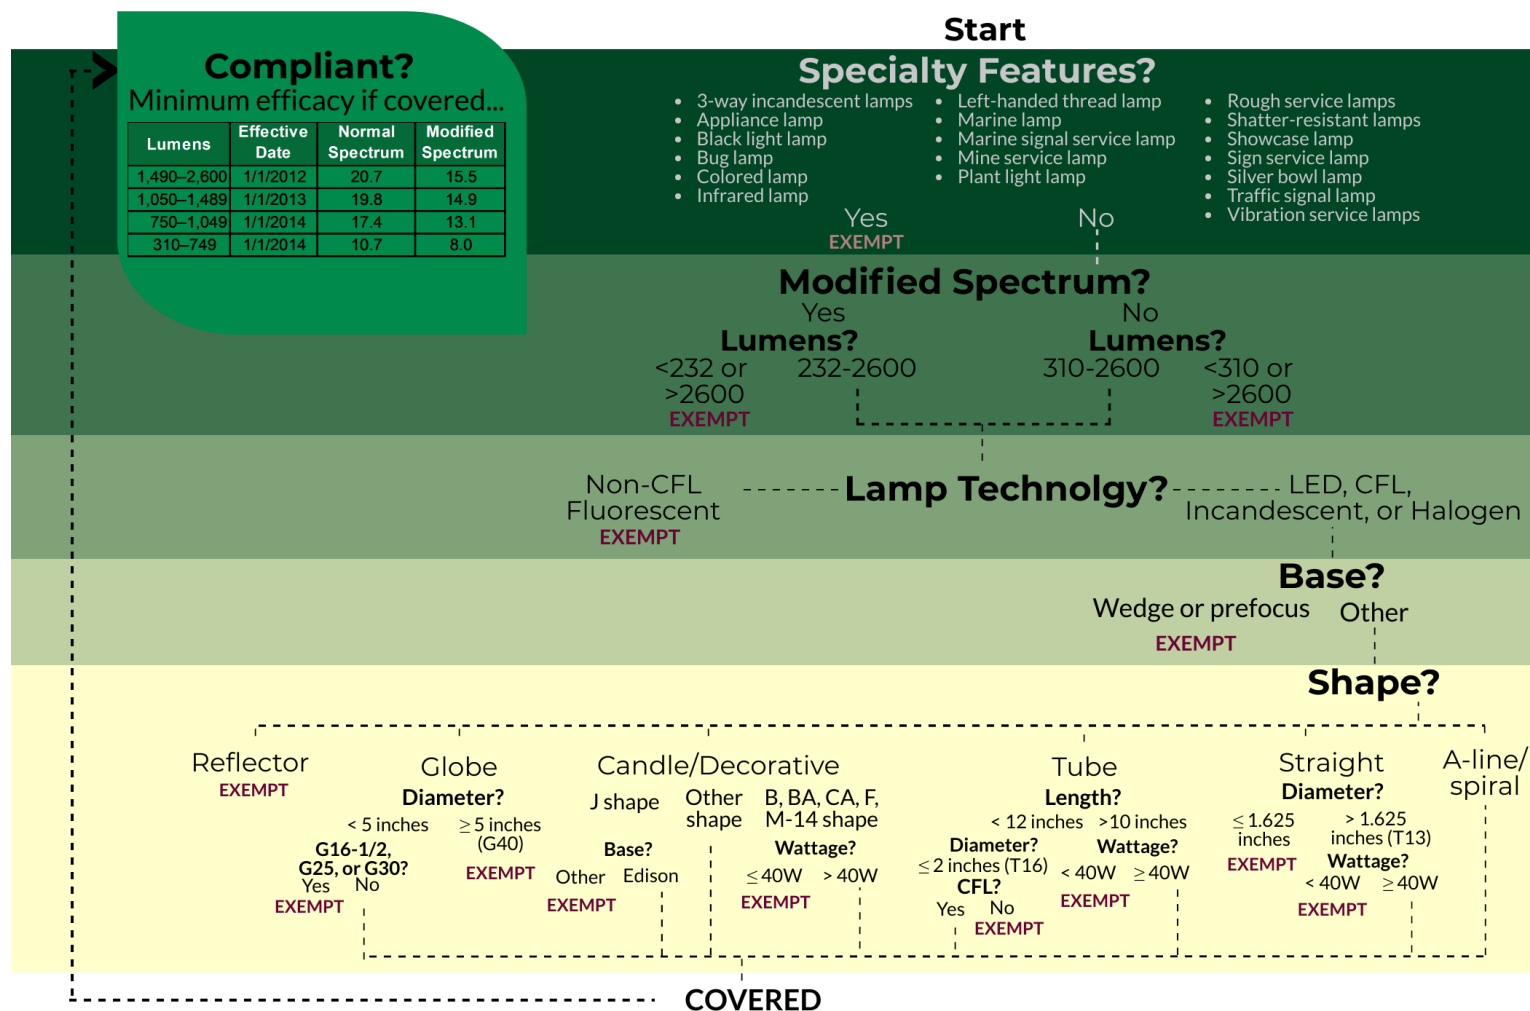 Start
Compliant?
Minimum efficacy if covered...
Lumens Effective Date Normal Spectrum Modified Spectrum
1,490–2,600 1/1/2012 20.7 15.5
1,050–1,489 1/1/2013 19.8 14.9
750–1,049 1/1/2014 17.4 13.1
310–749 1/1/2014 10.7 8.0
Specialty Features?
• 3-way incandescent lamps
• Appliance lamp
• Black light lamp
• Bug lamp
• Colored lamp
• Infrared lamp
• Left-handed thread lamp
• Marine lamp
• Marine signal service lamp
• Mine service lamp
• Plant light lamp
• Rough service lamps
• Shatter-resistant lamps
• Showcase lamp
• Sign service lamp
• Silver bowl lamp
• Traffic signal lamp
• Vibration service lamps
Yes No
EXEMPT
Modified Spectrum?
Yes No
Lumens? Lumens?
<232 or 232-2600 310-2600 <310 or
>2600 >2600
EXEMPT EXEMPT
Lamp Technolgy?
Non-CFL
Fluorescent
EXEMPT
LED, CFL,
Incandescent, or Halogen
Base?
Wedge or prefocus Other
EXEMPT
Shape?
Reflector
EXEMPT
Globe
Diameter?
< 5 inches ≥ 5 inches
(G40)
G16-1/2,
G25, or G30?
Yes No
EXEMPT
EXEMPT
Candle/Decorative
J shape
Base?
Other Edison
EXEMPT
Other
shape
B, BA, CA, F,
M-14 shape
Wattage?
≤ 40W > 40W
EXEMPT
Tube
Length?
< 12 inches >10 inches
Diameter?
≤ 2 inches (T16)
CFL?
Yes No
EXEMPT
Wattage?
< 40W ≥ 40W
EXEMPT
Straight
Diameter?
≤ 1.625
inches
EXEMPT
> 1.625
inches (T13)
Wattage?
< 40W ≥ 40W
EXEMPT
A-line/
spiral
COVERED